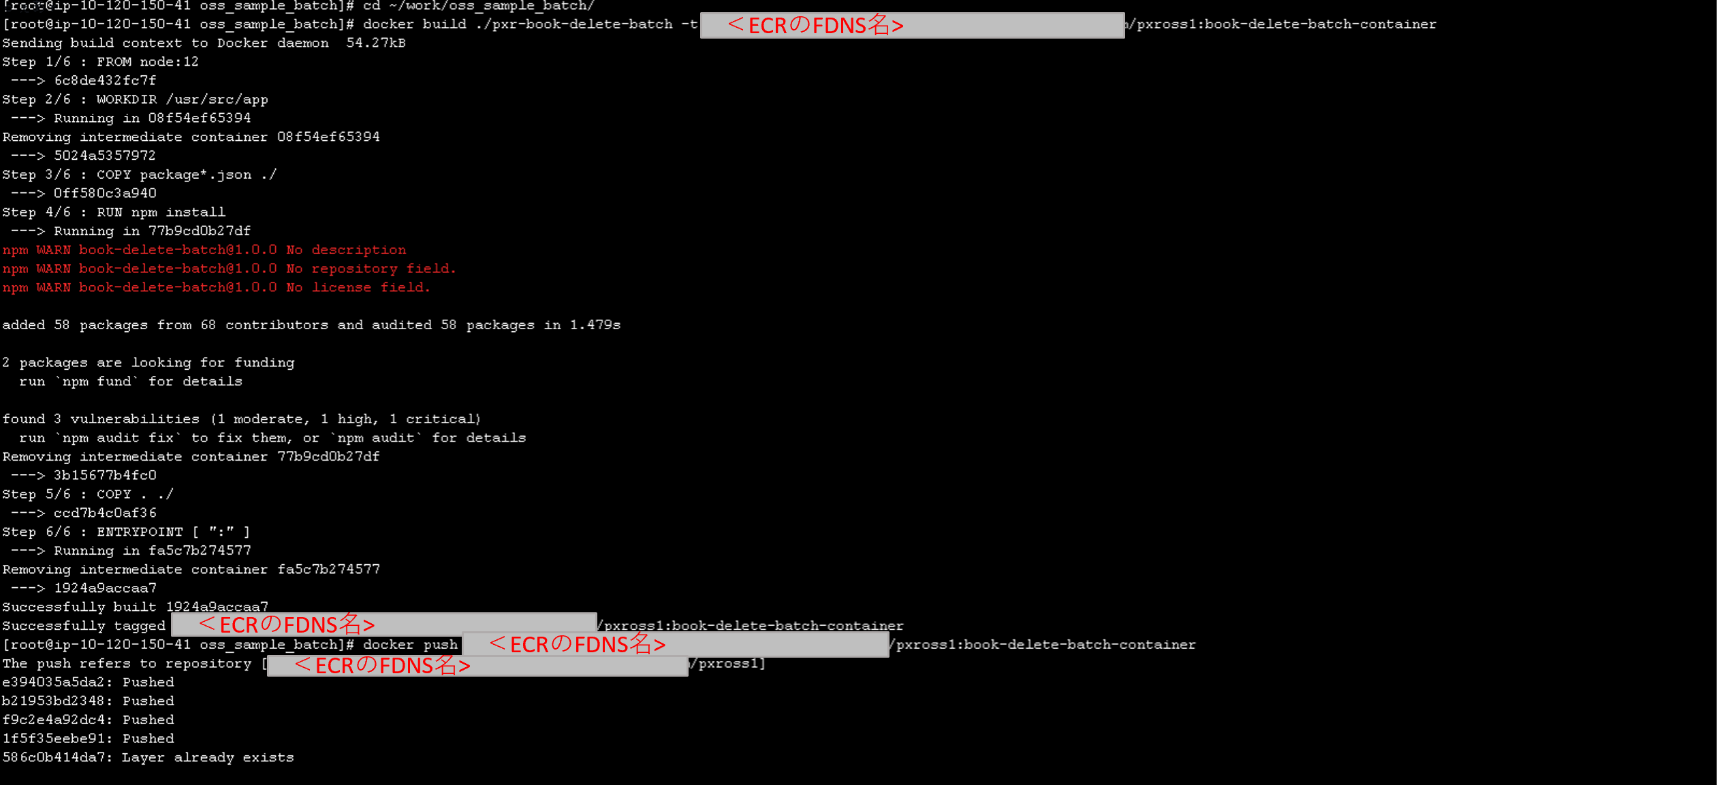 [root@ip-10-120-150-41 oss_sample_batch]# cd ~/work/oss_sample_batch/
[root@ip-10-120-150-41 oss_sample_batch]# docker build ./pxr-book-delete-batch -t ＜ECRのFDNS名> /pxross1:book-delete-batch-container
Sending build context to Docker daemon  54.27kB
Step 1/6 : FROM node:12
 ---> 6c8de432fc7f
Step 2/6 : WORKDIR /usr/src/app
 ---> Running in 08f54ef65394
Removing intermediate container 08f54ef65394
 ---> 5024a5357972
Step 3/6 : COPY package*.json ./
 ---> 0ff580c3a940
Step 4/6 : RUN npm install
 ---> Running in 77b9cd0b27df
npm WARN book-delete-batch@1.0.0 No description
npm WARN book-delete-batch@1.0.0 No repository field.
npm WARN book-delete-batch@1.0.0 No license field.
added 58 packages from 68 contributors and audited 58 packages in 1.479s
2 packages are looking for funding
  run `npm fund` for details
found 3 vulnerabilities (1 moderate, 1 high, 1 critical)
  run `npm audit fix` to fix them, or `npm audit` for details
Removing intermediate container 77b9cd0b27df
 ---> 3b15677b4fc0
Step 5/6 : COPY . ./
 ---> ccd7b4c0af36
Step 6/6 : ENTRYPOINT [ ":" ]
 ---> Running in fa5c7b274577
Removing intermediate container fa5c7b274577
 ---> 1924a9accaa7
Successfully built 1924a9accaa7
Successfully tagged ＜ECRのFDNS名> /pxross1:book-delete-batch-container
[root@ip-10-120-150-41 oss_sample_batch]# docker push ＜ECRのFDNS名> /pxross1:book-delete-batch-container
The push refers to repository [ ＜ECRのFDNS名> /pxross1]
e394035a5da2: Pushed
b21953bd2348: Pushed
f9c2e4a92dc4: Pushed
1f5f35eebe91: Pushed
586c0b414da7: Layer already exists